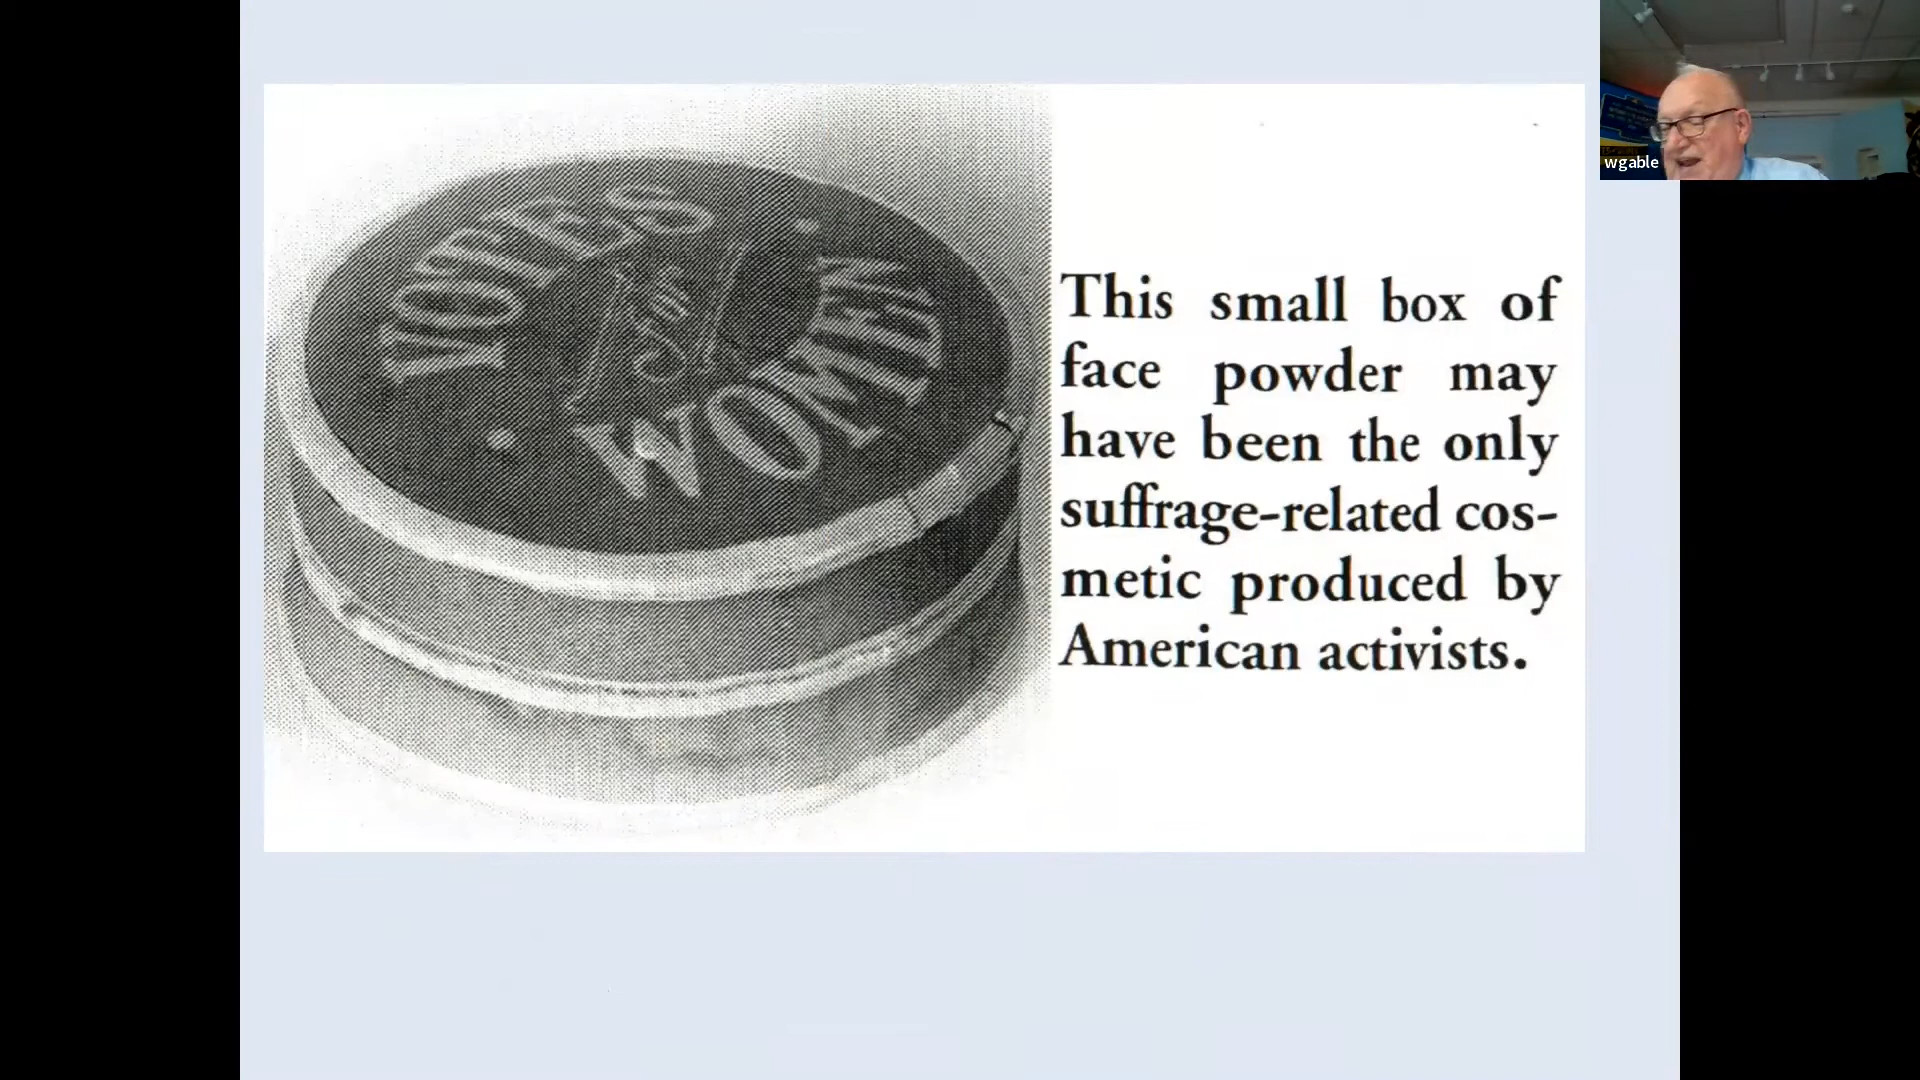 VOTES
for
WOMEN
This small box of
face powder may
have been the only
suffrage-related cos-
metic produced by
American activists.
wgable